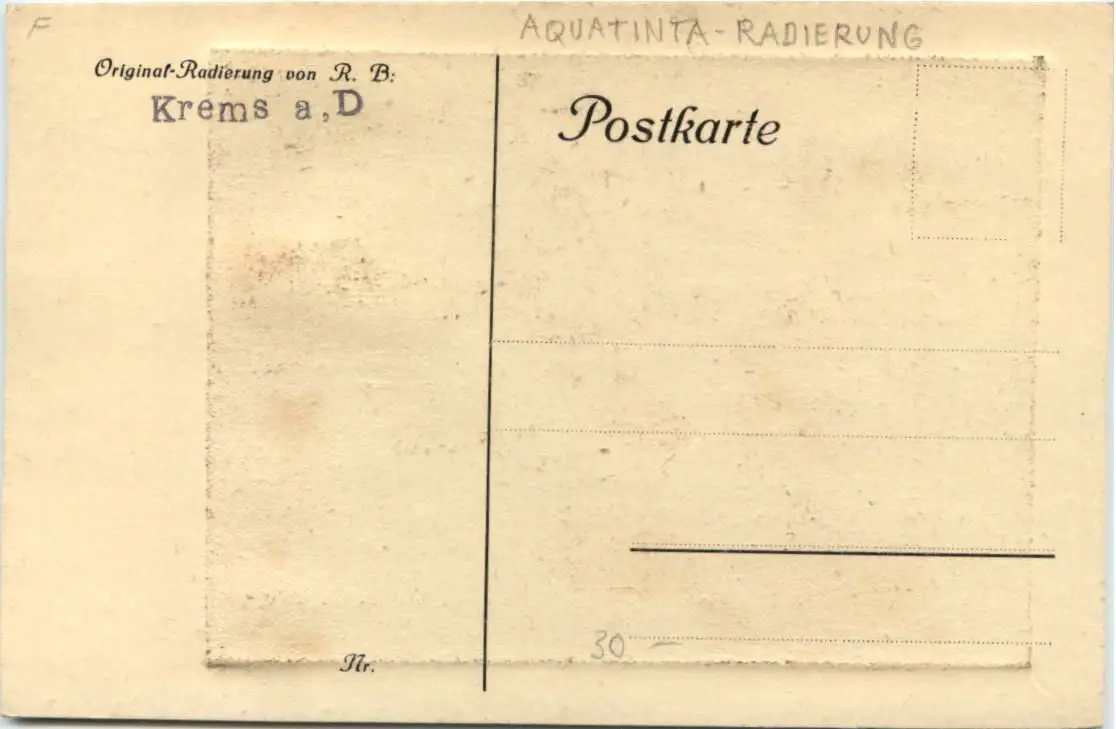 F
AQUATINTA-RADIERUNG
Original-Radierung von R. B:
Krems a,D
Postkarte
30 —
Nr.